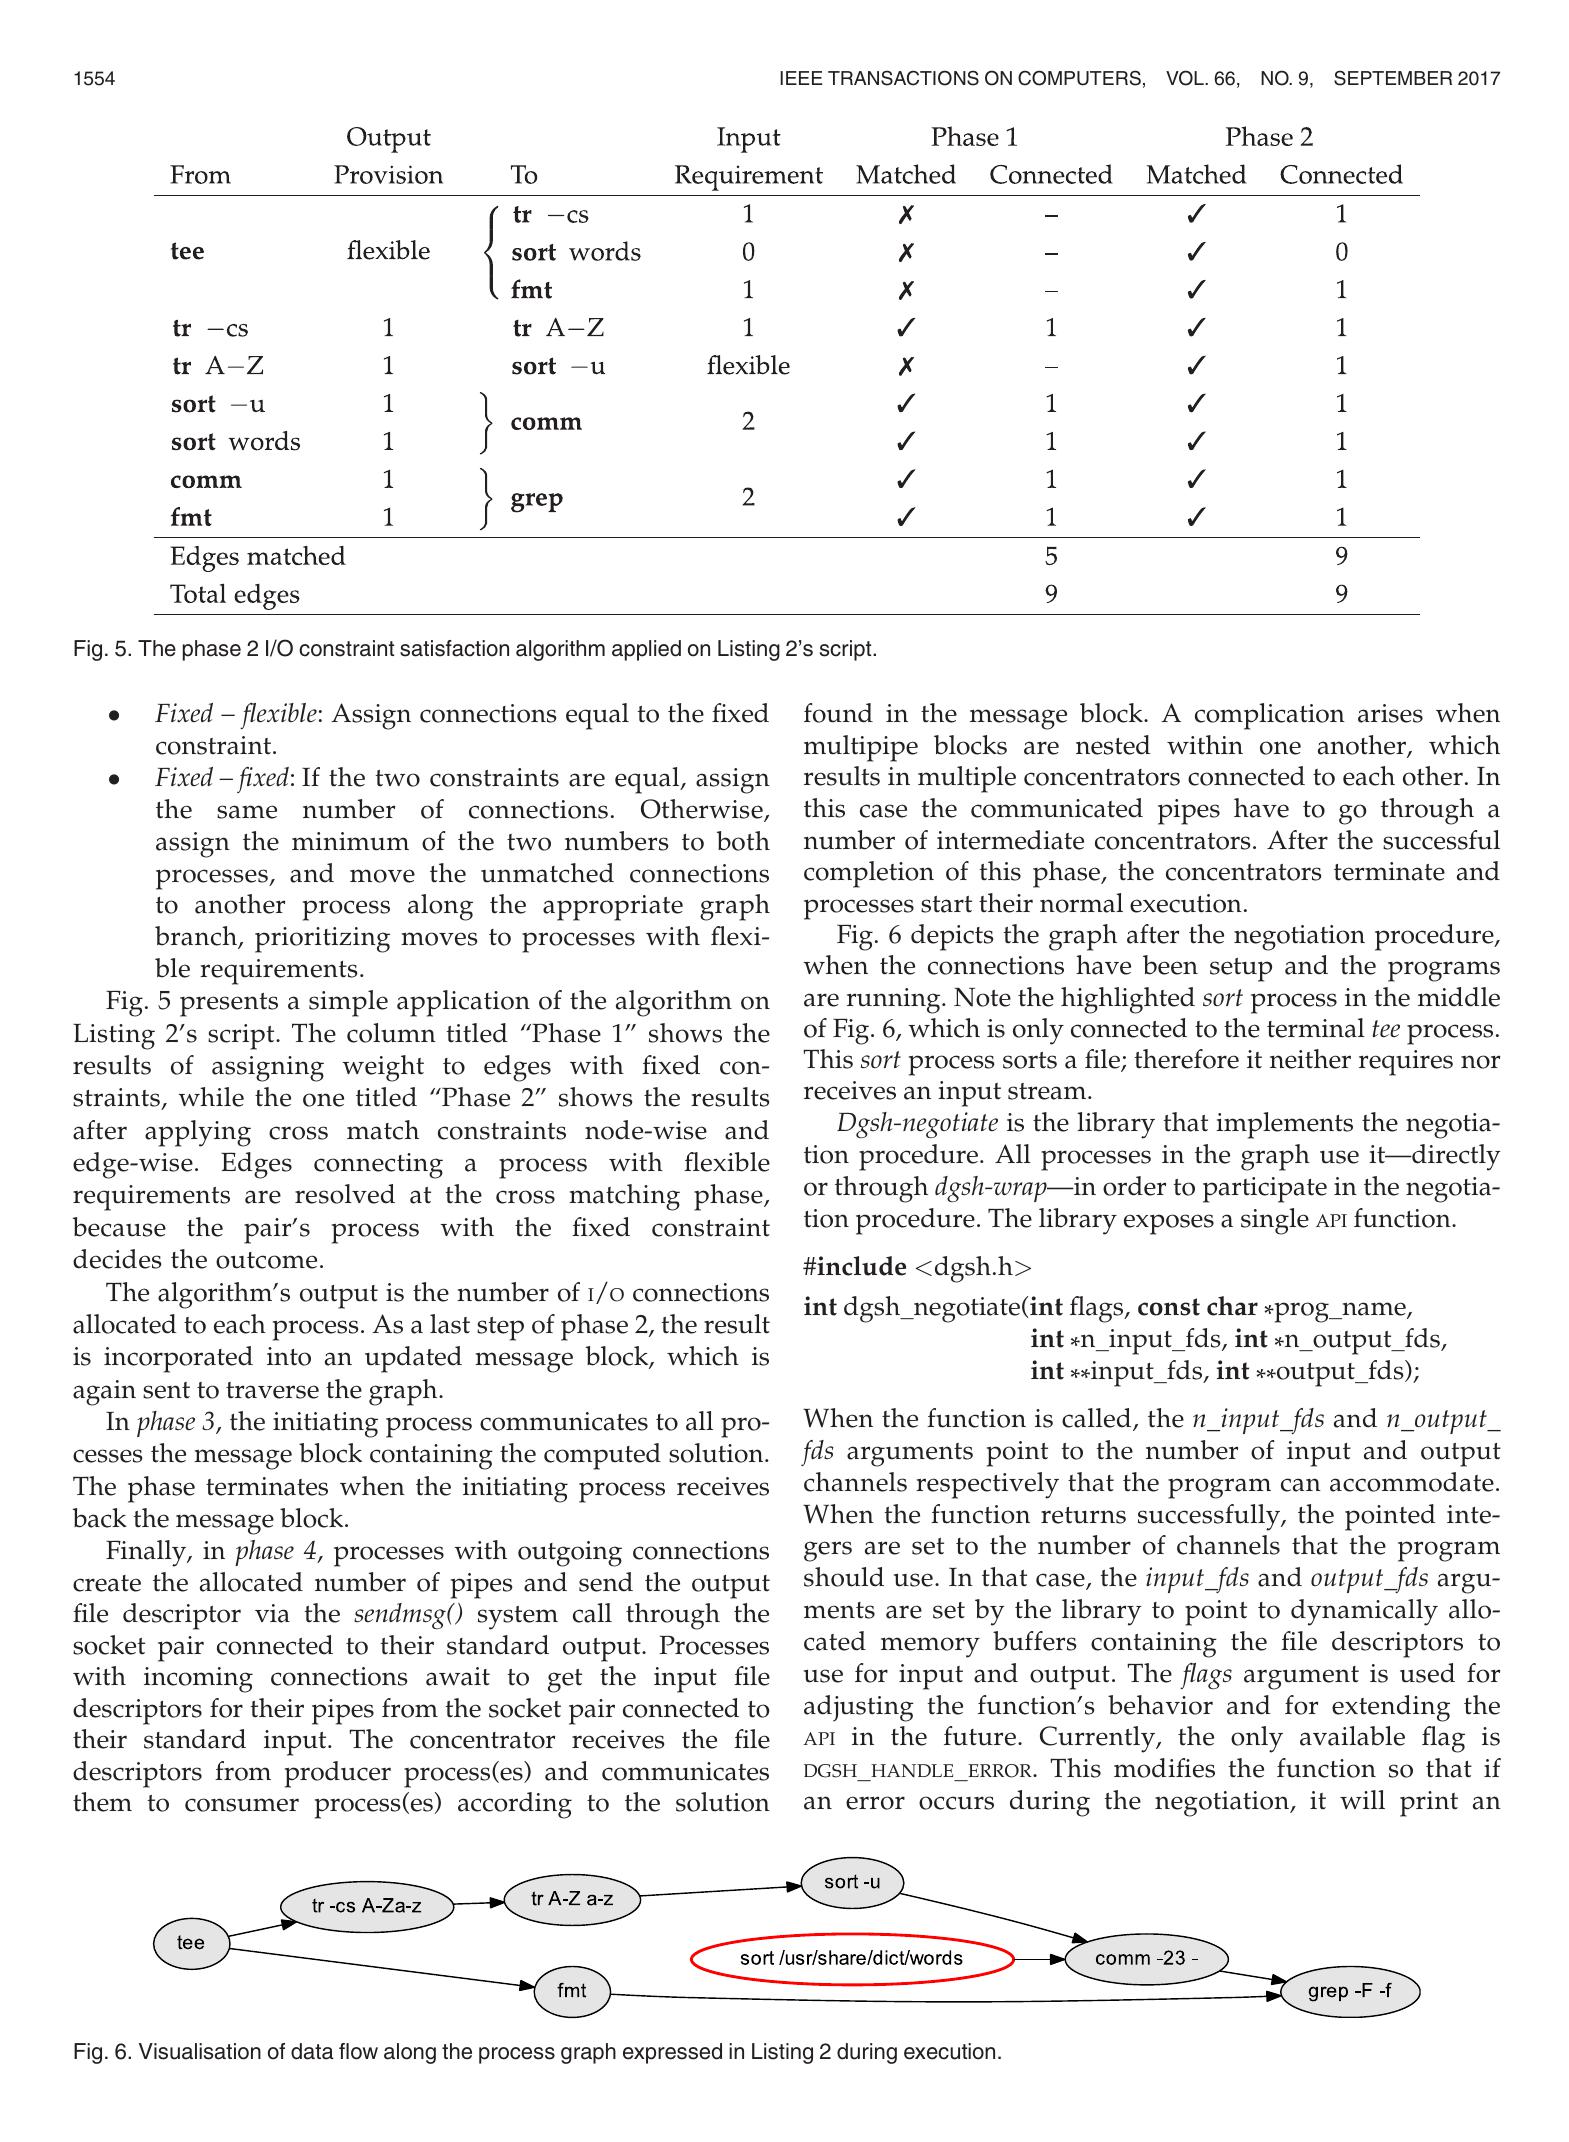 1554
IEEE TRANSACTIONS ON COMPUTERS, VOL. 66, NO. 9, SEPTEMBER 2017
Output Input Phase 1 Phase 2
From Provision To Requirement Matched Connected Matched Connected
tr −cs 1 ✗ – ✓ 1
tee flexible { sort words 0 ✗ – ✓ 0
fmt 1 ✗ – ✓ 1
tr −cs 1 tr A−Z 1 ✓ 1 ✓ 1
tr A−Z 1 sort −u flexible ✗ – ✓ 1
sort −u 1 ✓ 1 ✓ 1
} comm 2
sort words 1 ✓ 1 ✓ 1
comm 1 ✓ 1 ✓ 1
} grep 2
fmt 1 ✓ 1 ✓ 1
Edges matched 5 9
Total edges 9 9
Fig. 5. The phase 2 I/O constraint satisfaction algorithm applied on Listing 2's script.
• Fixed – flexible: Assign connections equal to the fixed
constraint.
• Fixed – fixed: If the two constraints are equal, assign
the same number of connections. Otherwise,
assign the minimum of the two numbers to both
processes, and move the unmatched connections
to another process along the appropriate graph
branch, prioritizing moves to processes with flexi-
ble requirements.
Fig. 5 presents a simple application of the algorithm on
Listing 2's script. The column titled “Phase 1” shows the
results of assigning weight to edges with fixed con-
straints, while the one titled “Phase 2” shows the results
after applying cross match constraints node-wise and
edge-wise. Edges connecting a process with flexible
requirements are resolved at the cross matching phase,
because the pair's process with the fixed constraint
decides the outcome.
The algorithm's output is the number of I/O connections
allocated to each process. As a last step of phase 2, the result
is incorporated into an updated message block, which is
again sent to traverse the graph.
In phase 3, the initiating process communicates to all pro-
cesses the message block containing the computed solution.
The phase terminates when the initiating process receives
back the message block.
Finally, in phase 4, processes with outgoing connections
create the allocated number of pipes and send the output
file descriptor via the sendmsg() system call through the
socket pair connected to their standard output. Processes
with incoming connections await to get the input file
descriptors for their pipes from the socket pair connected to
their standard input. The concentrator receives the file
descriptors from producer process(es) and communicates
them to consumer process(es) according to the solution
found in the message block. A complication arises when
multipipe blocks are nested within one another, which
results in multiple concentrators connected to each other. In
this case the communicated pipes have to go through a
number of intermediate concentrators. After the successful
completion of this phase, the concentrators terminate and
processes start their normal execution.
Fig. 6 depicts the graph after the negotiation procedure,
when the connections have been setup and the programs
are running. Note the highlighted sort process in the middle
of Fig. 6, which is only connected to the terminal tee process.
This sort process sorts a file; therefore it neither requires nor
receives an input stream.
Dgsh-negotiate is the library that implements the negotia-
tion procedure. All processes in the graph use it—directly
or through dgsh-wrap—in order to participate in the negotia-
tion procedure. The library exposes a single API function.
#include <dgsh.h>
int dgsh_negotiate(int flags, const char *prog_name,
int *n_input_fds, int *n_output_fds,
int **input_fds, int **output_fds);
When the function is called, the n_input_fds and n_output_
fds arguments point to the number of input and output
channels respectively that the program can accommodate.
When the function returns successfully, the pointed inte-
gers are set to the number of channels that the program
should use. In that case, the input_fds and output_fds argu-
ments are set by the library to point to dynamically allo-
cated memory buffers containing the file descriptors to
use for input and output. The flags argument is used for
adjusting the function's behavior and for extending the
API in the future. Currently, the only available flag is
DGSH_HANDLE_ERROR. This modifies the function so that if
an error occurs during the negotiation, it will print an
sort -u
tr A-Z a-z
tr -cs A-Za-z
tee
sort /usr/share/dict/words
comm -23 -
fmt
grep -F -f
Fig. 6. Visualisation of data flow along the process graph expressed in Listing 2 during execution.